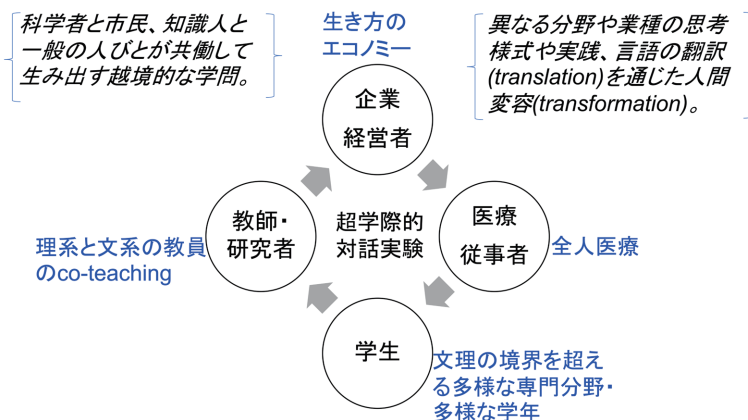 科学者と市民、知識人と
一般の人びとが共働して
生み出す越境的な学問。
生き方の
エコノミー
異なる分野や業種の思考
様式や実践、言語の翻訳
(translation)を通じた人間
変容(transformation)。
企業
経営者
教師・
研究者
超学際的
対話実験
医療
従事者
理系と文系の教員
のco-teaching
全人医療
学生
文理の境界を超え
る多様な専門分野・
多様な学年